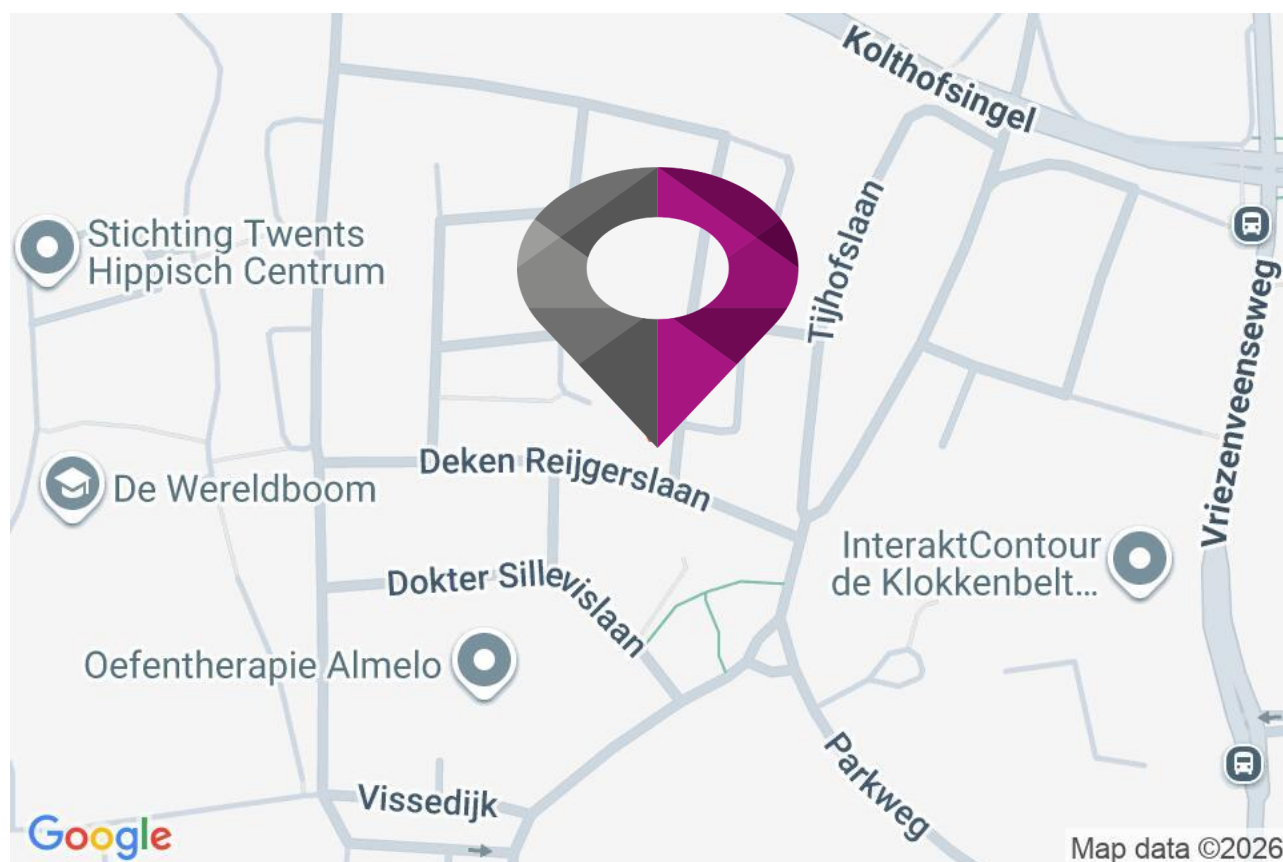 Kolthofsingel
Stichting Twents
Hippisch Centrum
Tijhofslaan
Vriezenveenseweg
Deken Reijgerslaan
De Wereldboom
InteraktContour
de Klokkenbelt...
Dokter Sillevislaan
Oefentherapie Almelo
Parkweg
Vissedijk
Google
Map data ©2026